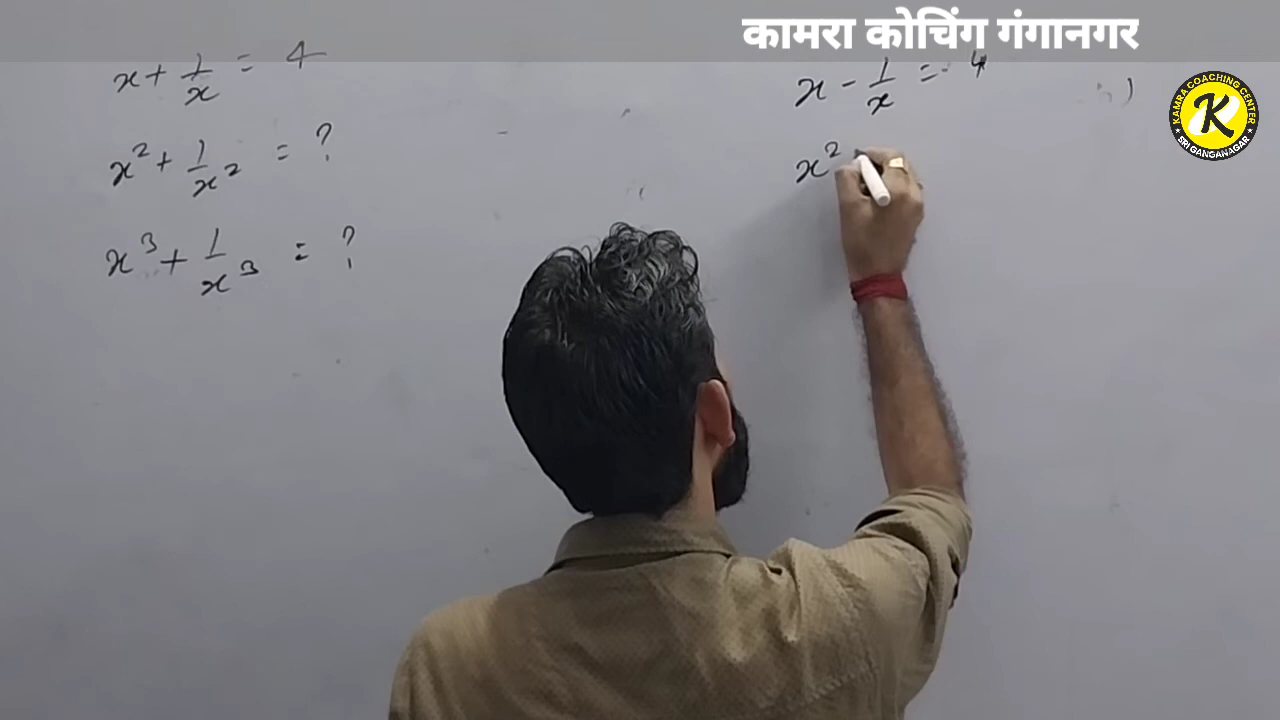 कामरा कोचिंग गंगानगर
KAMRA COACHING CENTER
K
SRI GANGANAGAR
x + 1/x = 4
x² + 1/x² = ?
x³ + 1/x³ = ?
x - 1/x = 4
x²